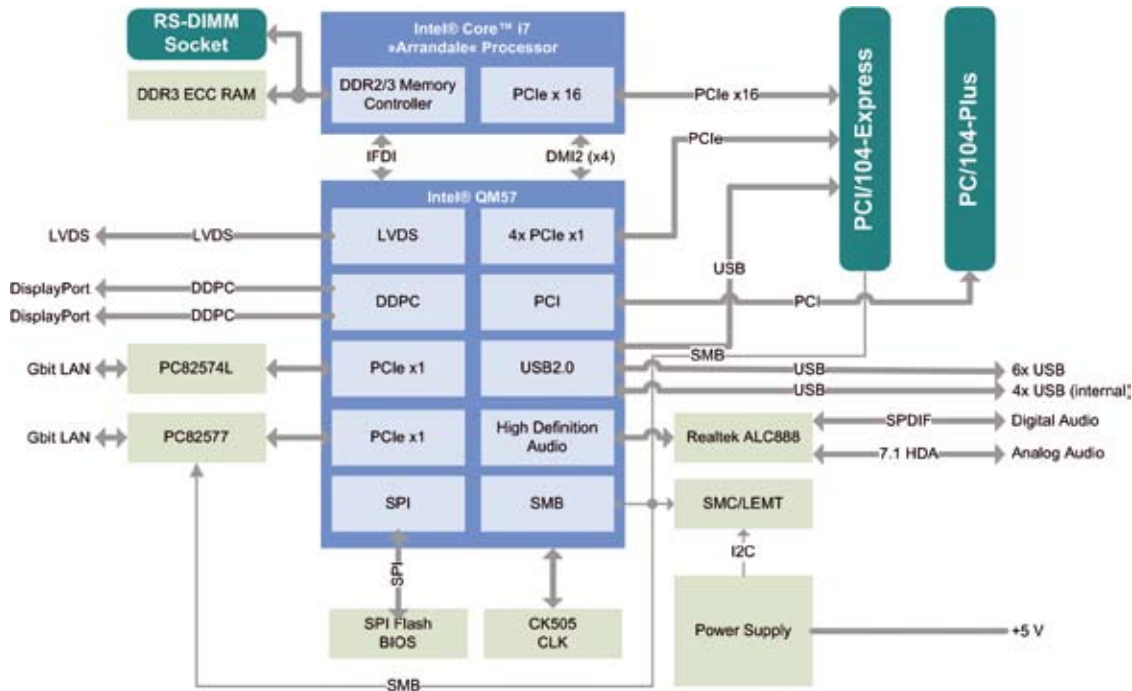 RS-DIMM
Socket
DDR3 ECC RAM
Intel® Core™ i7
»Arrandale« Processor
DDR2/3 Memory
Controller
PCIe x 16
PCIe x16
PCIe
PCI/104-Express
PC/104-Plus
IFDI
DMI2 (x4)
Intel® QM57
LVDS
LVDS
LVDS
4x PCIe x1
USB
DisplayPort
DDPC
DisplayPort
DDPC
DDPC
PCI
PCI
SMB
Gbit LAN
PC82574L
PCIe x1
USB2.0
USB
6x USB
USB
4x USB (internal)
Gbit LAN
PC82577
PCIe x1
High Definition
Audio
Realtek ALC888
SPDIF
Digital Audio
7.1 HDA
Analog Audio
SPI
SMB
SMC/LEMT
I2C
SPI
SPI Flash
BIOS
CK505
CLK
Power Supply
+5 V
SMB